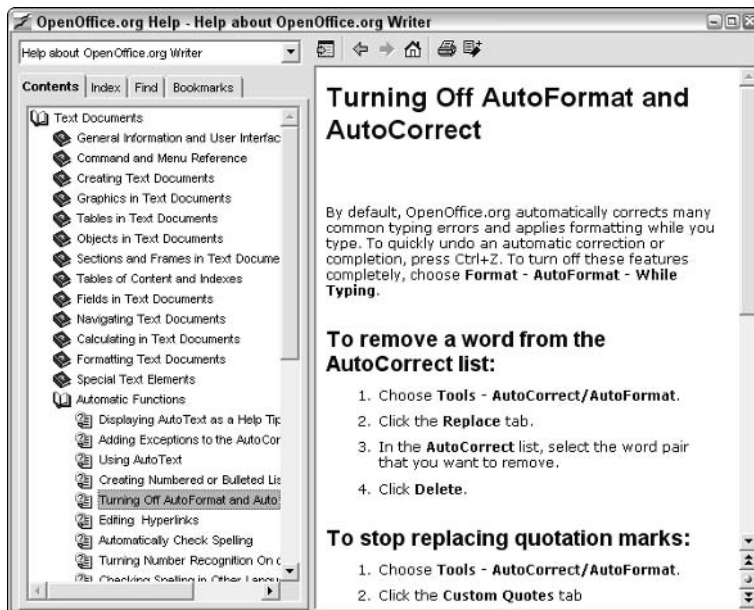 OpenOffice.org Help - Help about OpenOffice.org Writer
Help about OpenOffice.org Writer
Contents Index Find Bookmarks
Text Documents
General Information and User Interfac
Command and Menu Reference
Creating Text Documents
Graphics in Text Documents
Tables in Text Documents
Objects in Text Documents
Sections and Frames in Text Docume
Tables of Content and Indexes
Fields in Text Documents
Navigating Text Documents
Calculating in Text Documents
Formatting Text Documents
Special Text Elements
Automatic Functions
Displaying AutoText as a Help Tip
Adding Exceptions to the AutoCor
Using AutoText
Creating Numbered or Bulleted Lis
Turning Off AutoFormat and Auto
Editing Hyperlinks
Automatically Check Spelling
Turning Number Recognition On o
Checking Spelling in Other Langu
Turning Off AutoFormat and
AutoCorrect
By default, OpenOffice.org automatically corrects many
common typing errors and applies formatting while you
type. To quickly undo an automatic correction or
completion, press Ctrl+Z. To turn off these features
completely, choose Format - AutoFormat - While
Typing.
To remove a word from the
AutoCorrect list:
1. Choose Tools - AutoCorrect/AutoFormat.
2. Click the Replace tab.
3. In the AutoCorrect list, select the word pair
that you want to remove.
4. Click Delete.
To stop replacing quotation marks:
1. Choose Tools - AutoCorrect/AutoFormat.
2. Click the Custom Quotes tab